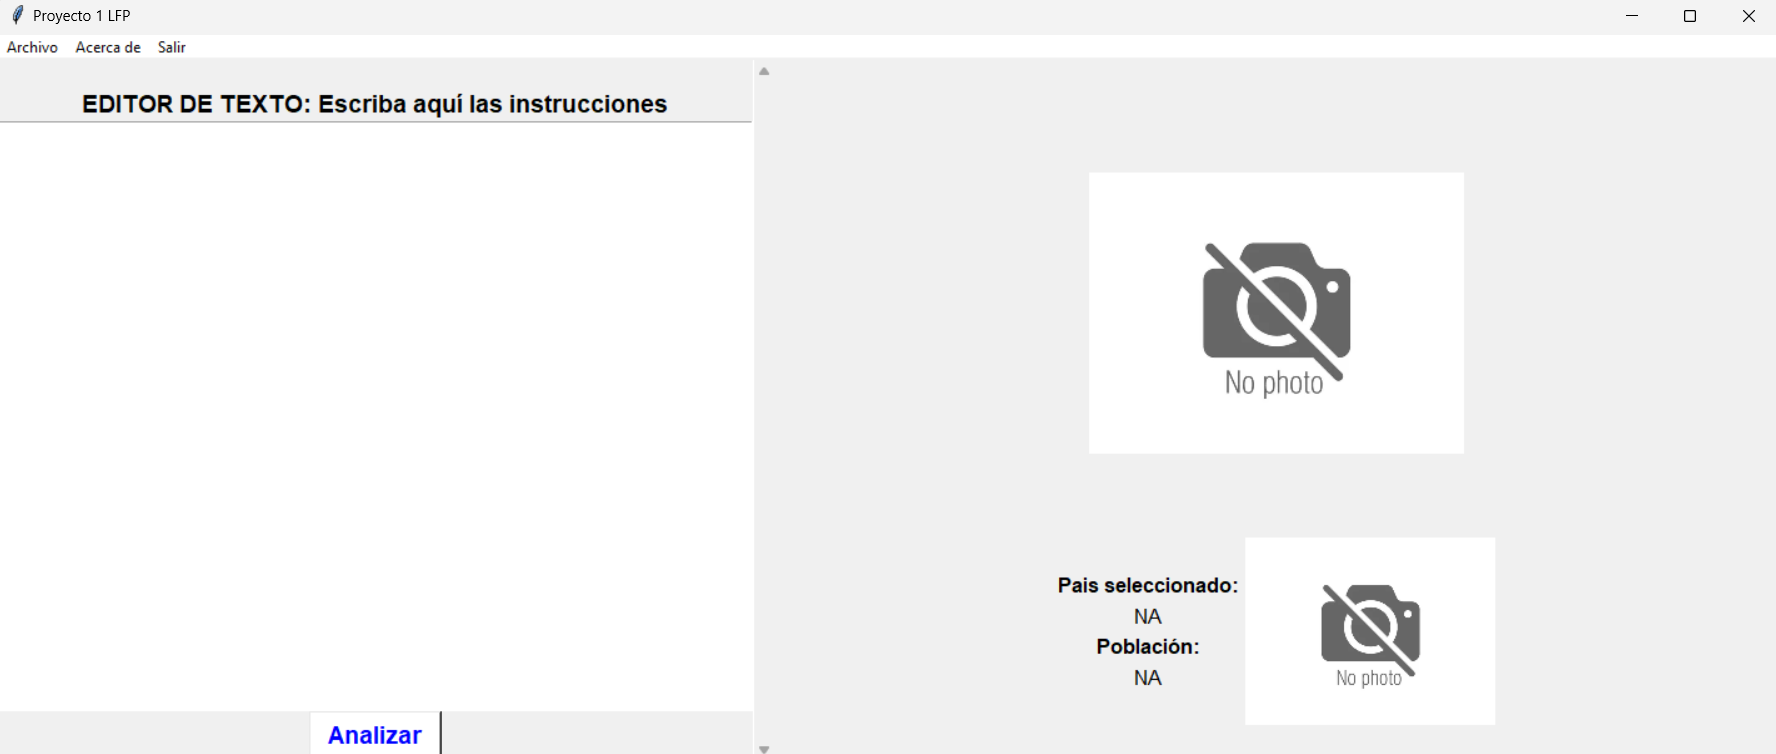 Proyecto 1 LFP
Archivo Acerca de Salir
EDITOR DE TEXTO: Escriba aquí las instrucciones
No photo
Pais seleccionado:
NA
Población:
NA
No photo
Analizar